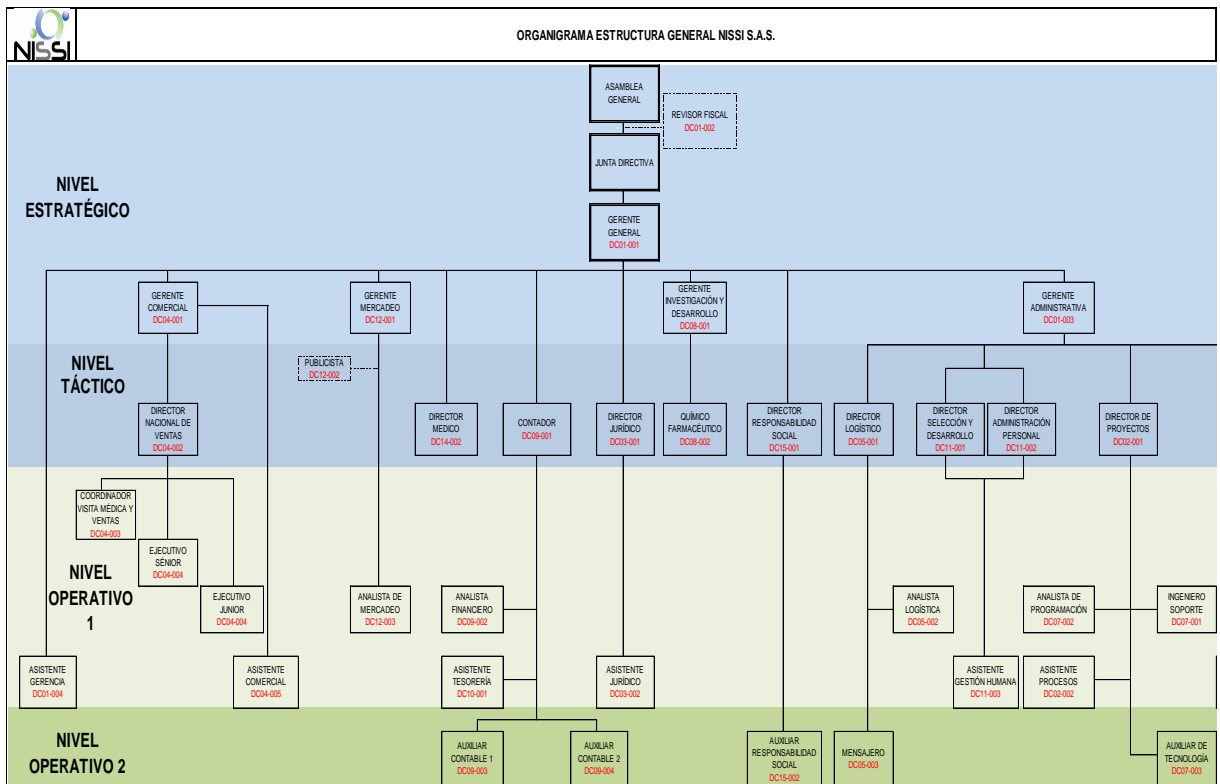 NISSI
ORGANIGRAMA ESTRUCTURA GENERAL NISSI S.A.S.
ASAMBLEA
GENERAL
REVISOR FISCAL
DC01-002
JUNTA DIRECTIVA
NIVEL
ESTRATÉGICO
GERENTE
GENERAL
DC01-001
GERENTE
COMERCIAL
DC04-001
GERENTE
MERCADEO
DC12-001
GERENTE
INVESTIGACIÓN Y
DESARROLLO
DC08-001
GERENTE
ADMINISTRATIVA
DC01-003
NIVEL
TÁCTICO
PUBLICISTA
DC12-002
DIRECTOR
NACIONAL DE
VENTAS
DC04-002
DIRECTOR
MEDICO
DC14-002
CONTADOR
DC09-001
DIRECTOR
JURÍDICO
DC03-001
QUÍMICO
FARMACÉUTICO
DC08-002
DIRECTOR
RESPONSABILIDAD
SOCIAL
DC15-001
DIRECTOR
LOGÍSTICO
DC05-001
DIRECTOR
SELECCIÓN Y
DESARROLLO
DC11-001
DIRECTOR
ADMINISTRACIÓN
PERSONAL
DC11-002
DIRECTOR DE
PROYECTOS
DC02-001
COORDINADOR
VISITA MÉDICA Y
VENTAS
DC04-003
EJECUTIVO
SÉNIOR
DC04-004
NIVEL
OPERATIVO
1
EJECUTIVO
JUNIOR
DC04-004
ANALISTA DE
MERCADEO
DC12-003
ANALISTA
FINANCIERO
DC09-002
ANALISTA
LOGÍSTICA
DC05-002
ANALISTA DE
PROGRAMACIÓN
DC07-002
INGENIERO
SOPORTE
DC07-001
ASISTENTE
GERENCIA
DC01-004
ASISTENTE
COMERCIAL
DC04-005
ASISTENTE
TESORERÍA
DC10-001
ASISTENTE
JURÍDICO
DC03-002
ASISTENTE
GESTIÓN HUMANA
DC11-003
ASISTENTE
PROCESOS
DC02-002
NIVEL
OPERATIVO 2
AUXILIAR
CONTABLE 1
DC09-003
AUXILIAR
CONTABLE 2
DC09-004
AUXILIAR
RESPONSABILIDAD
SOCIAL
DC15-002
MENSAJERO
DC05-003
AUXILIAR DE
TECNOLOGÍA
DC07-003